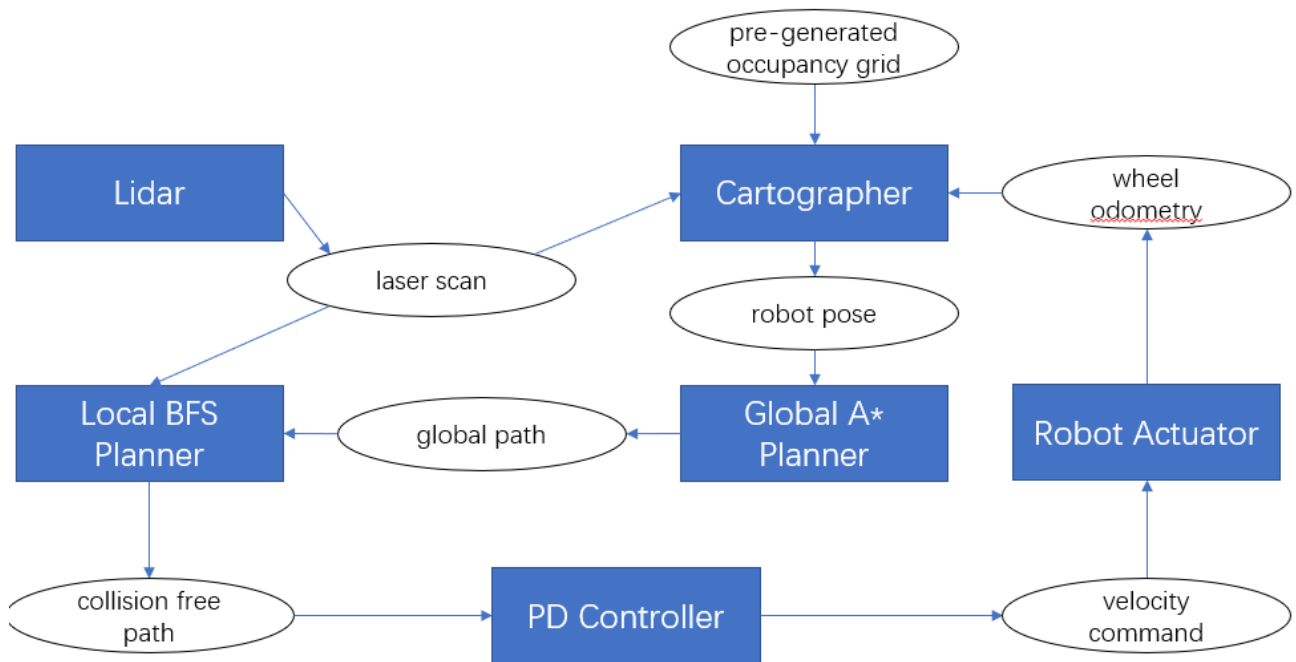 pre-generated
occupancy grid
Lidar
Cartographer
wheel
odometry
laser scan
robot pose
Local BFS
Planner
global path
Global A*
Planner
Robot Actuator
collision free
path
PD Controller
velocity
command